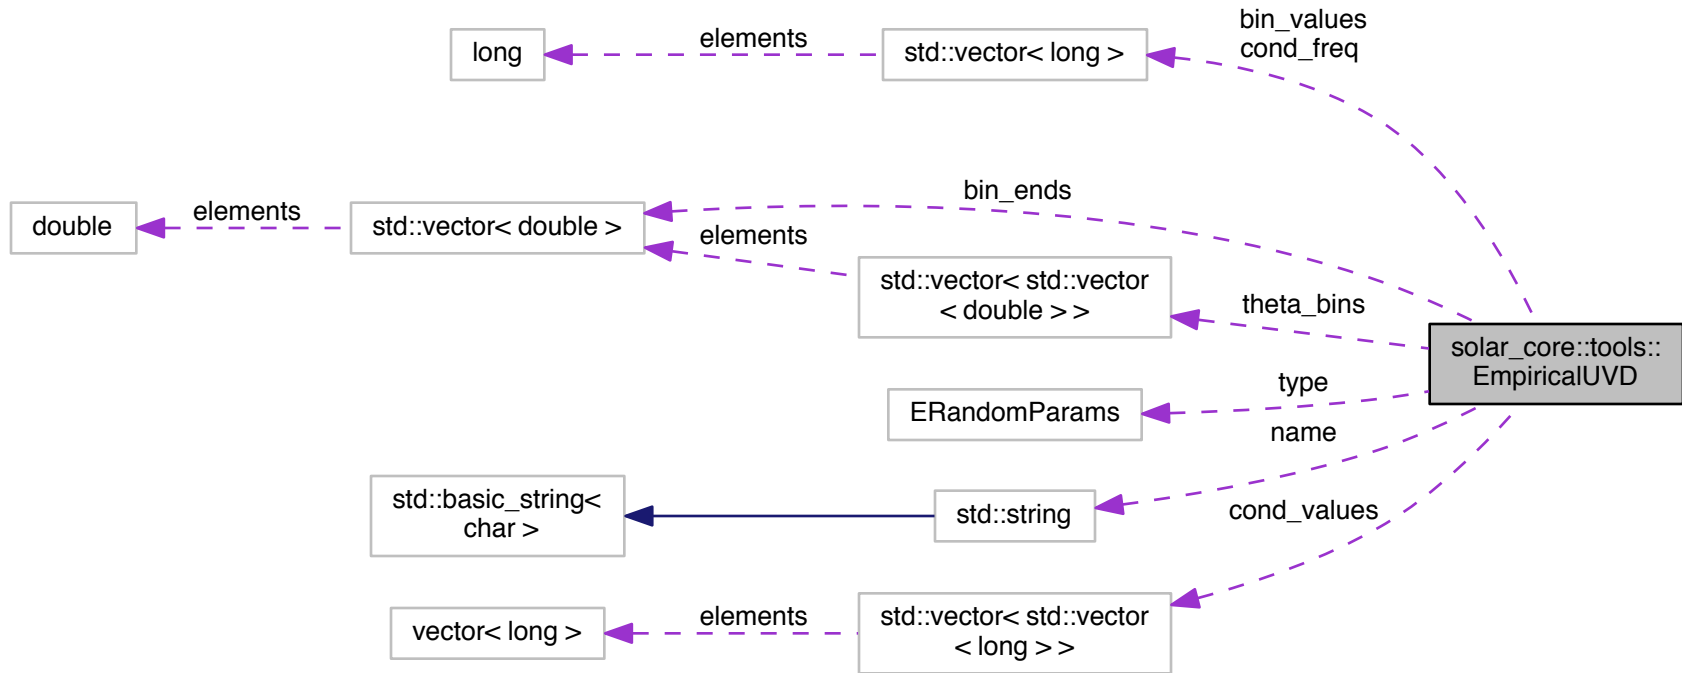 bin_values
cond_freq
long
elements
std::vector< long >
double
elements
std::vector< double >
bin_ends
elements
std::vector< std::vector
< double > >
theta_bins
solar_core::tools::
EmpiricalUVD
type
ERandomParams
name
std::basic_string<
char >
std::string
cond_values
vector< long >
elements
std::vector< std::vector
< long > >